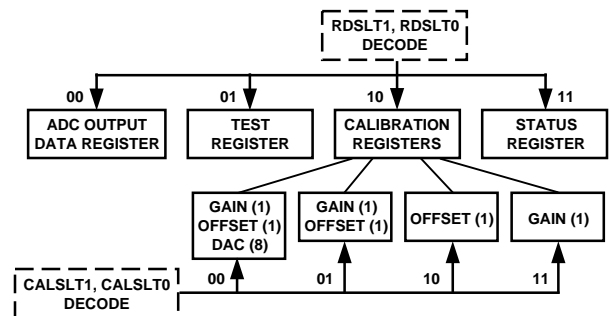 RDSLT1, RDSLT0
DECODE
00
01
10
11
ADC OUTPUT
DATA REGISTER
TEST
REGISTER
CALIBRATION
REGISTERS
STATUS
REGISTER
GAIN (1)
OFFSET (1)
DAC (8)
GAIN (1)
OFFSET (1)
OFFSET (1)
GAIN (1)
00
01
10
11
CALSLT1, CALSLT0
DECODE